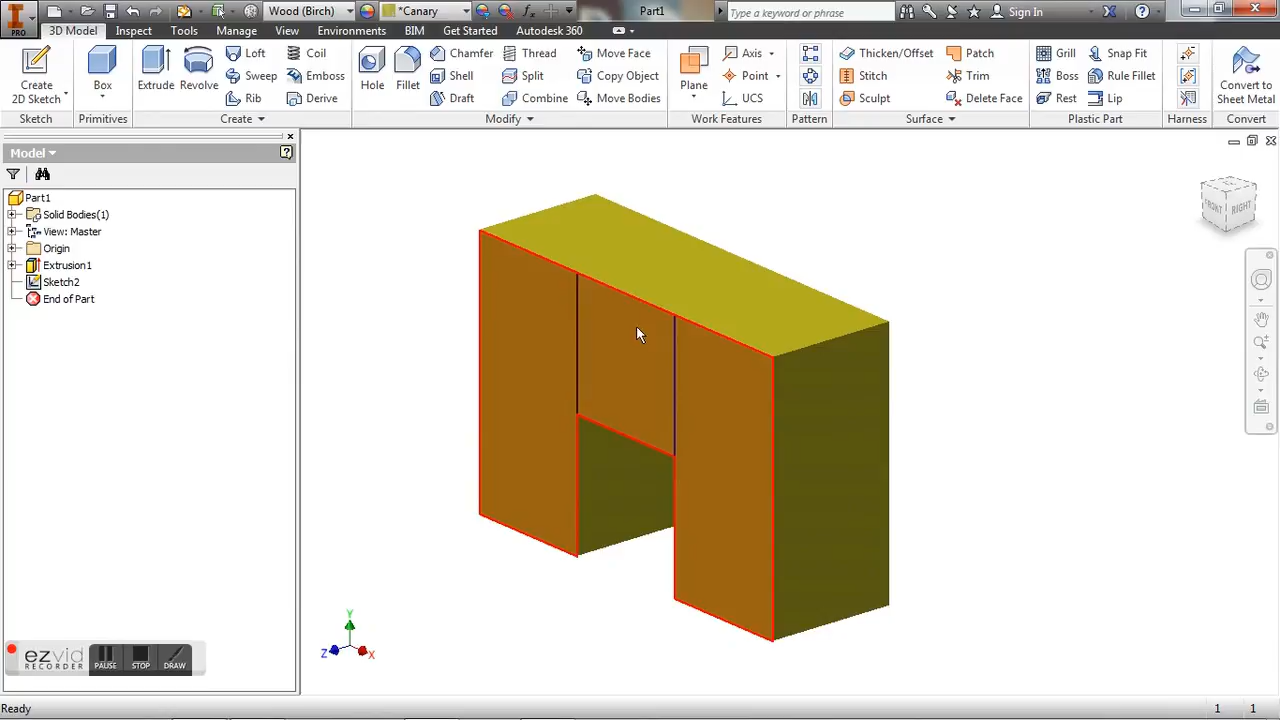 PRO
Wood (Birch)
*Canary
Part1
Type a keyword or phrase
Sign In
3D Model Inspect Tools Manage View Environments BIM Get Started Autodesk 360
Create
2D Sketch
Sketch
Box
Primitives
Extrude
Revolve
Loft
Sweep
Rib
Coil
Emboss
Derive
Create
Hole
Fillet
Chamfer
Shell
Draft
Thread
Split
Combine
Move Face
Copy Object
Move Bodies
Modify
Plane
Axis
Point
UCS
Work Features
Pattern
Thicken/Offset
Stitch
Sculpt
Patch
Trim
Delete Face
Surface
Grill
Boss
Rest
Snap Fit
Rule Fillet
Lip
Plastic Part
Harness
Convert to
Sheet Metal
Convert
Model
Part1
Solid Bodies(1)
View: Master
Origin
Extrusion1
Sketch2
End of Part
FRONT RIGHT
Y
Z X
ezvid
RECORDER
PAUSE STOP DRAW
Ready 1 1